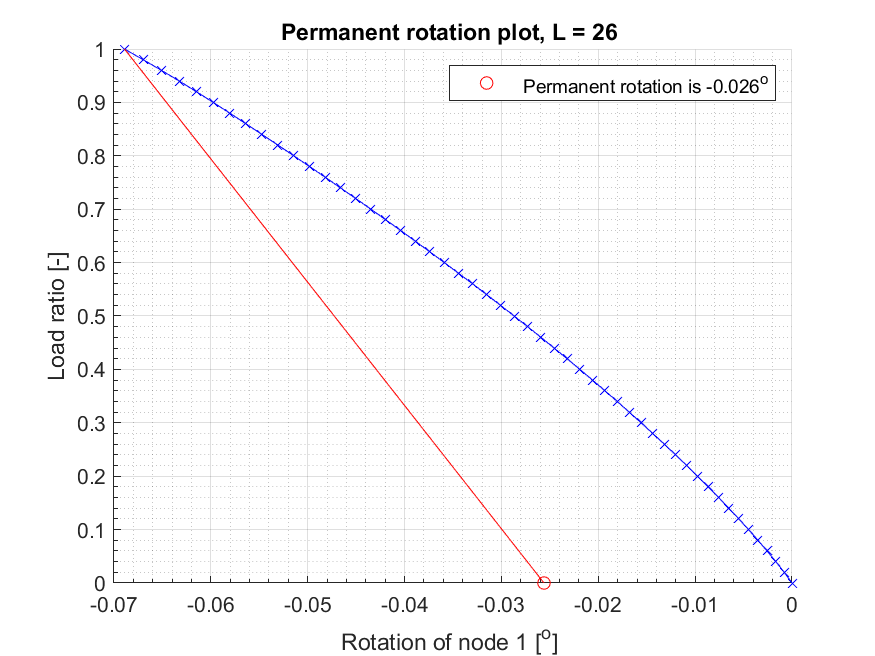 Permanent rotation plot, L = 26
Permanent rotation is -0.026°
Load ratio [-]
1
0.9
0.8
0.7
0.6
0.5
0.4
0.3
0.2
0.1
0
-0.07 -0.06 -0.05 -0.04 -0.03 -0.02 -0.01 0
Rotation of node 1 [°]